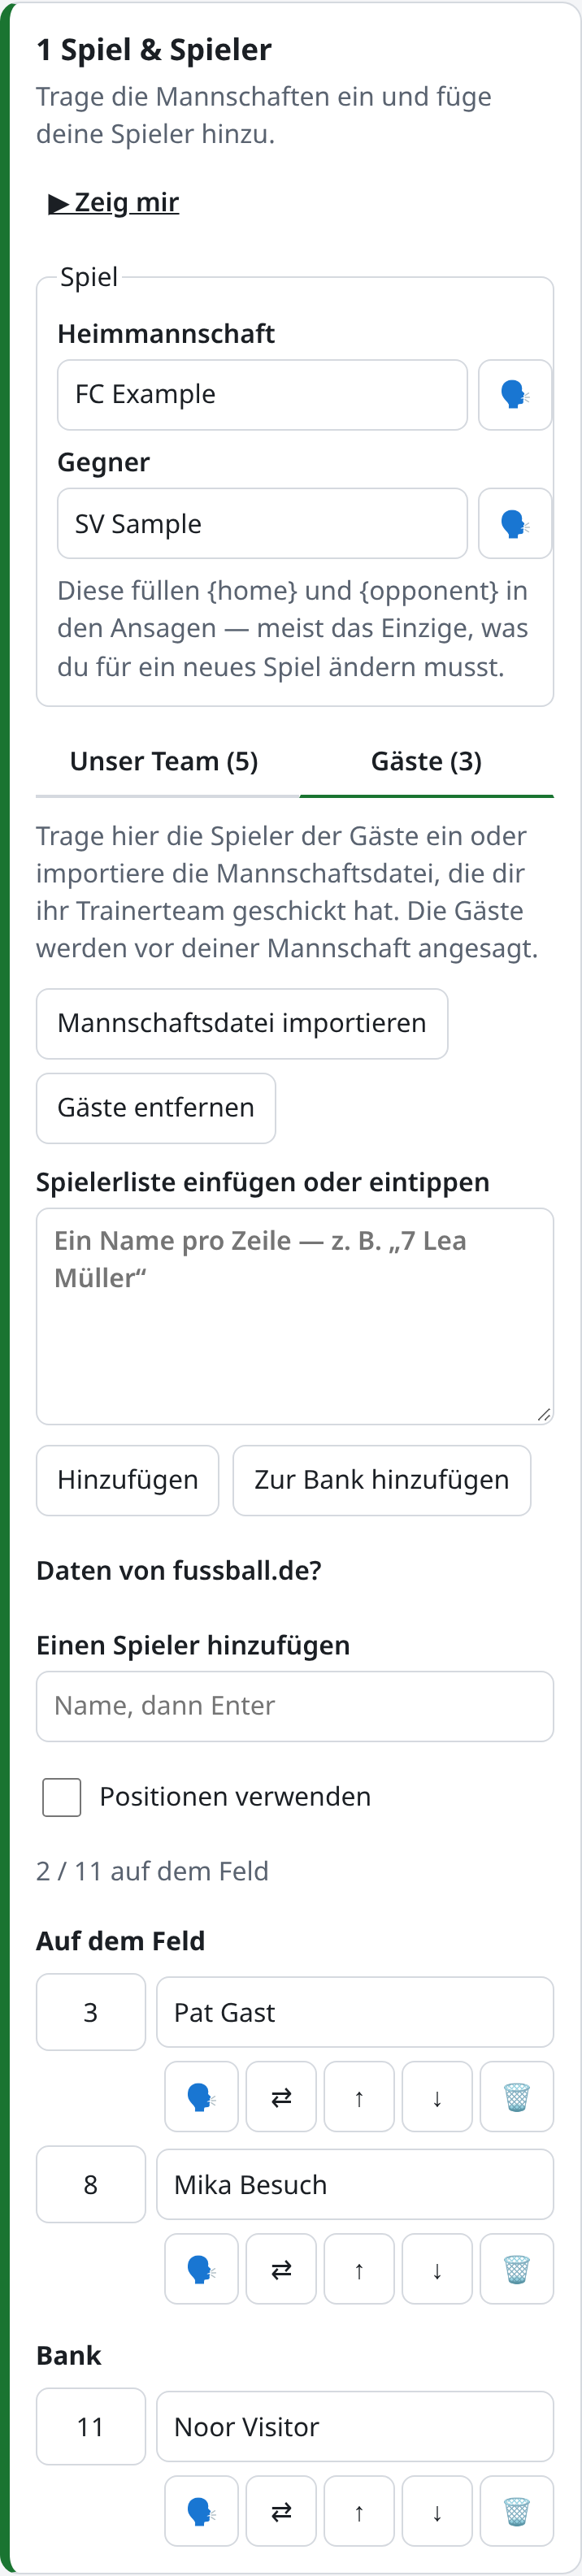 1 Spiel & Spieler
Trage die Mannschaften ein und füge
deine Spieler hinzu.
▶ Zeig mir
Spiel
Heimmannschaft
FC Example
Gegner
SV Sample
Diese füllen {home} und {opponent} in
den Ansagen — meist das Einzige, was
du für ein neues Spiel ändern musst.
Unser Team (5) Gäste (3)
Trage hier die Spieler der Gäste ein oder
importiere die Mannschaftsdatei, die dir
ihr Trainerteam geschickt hat. Die Gäste
werden vor deiner Mannschaft angesagt.
Mannschaftsdatei importieren
Gäste entfernen
Spielerliste einfügen oder eintippen
Ein Name pro Zeile — z. B. „7 Lea
Müller“
Hinzufügen Zur Bank hinzufügen
Daten von fussball.de?
Einen Spieler hinzufügen
Name, dann Enter
Positionen verwenden
2 / 11 auf dem Feld
Auf dem Feld
3 Pat Gast
⇄ ↑ ↓
8 Mika Besuch
⇄ ↑ ↓
Bank
11 Noor Visitor
⇄ ↑ ↓